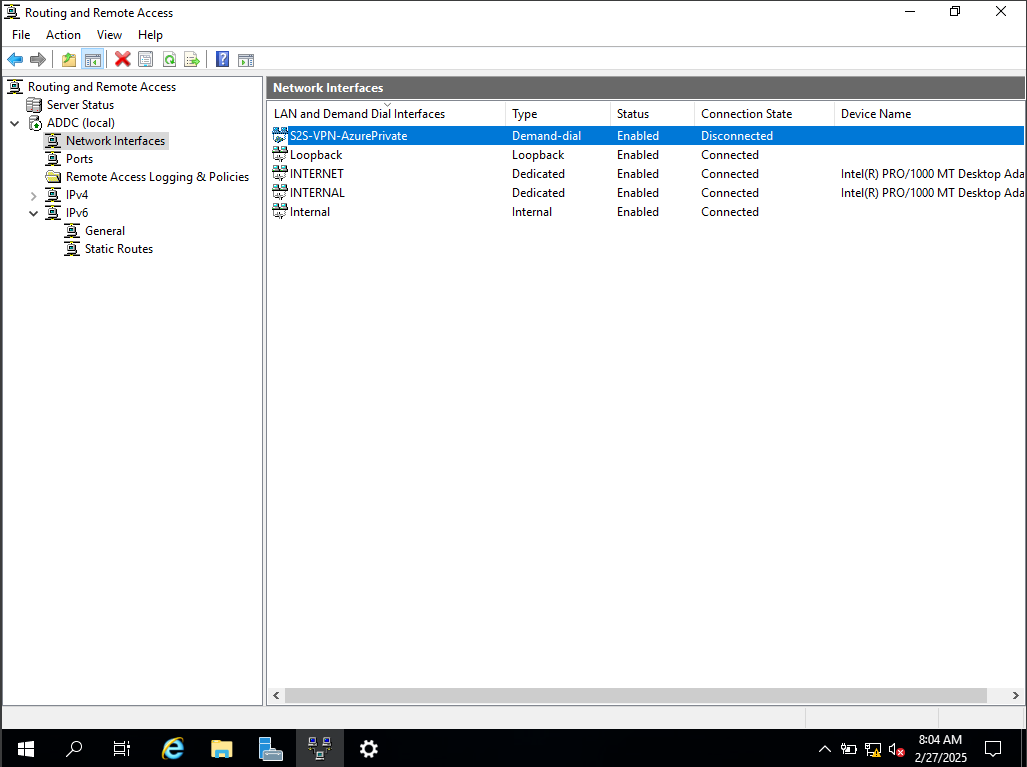 Routing and Remote Access
File Action View Help
Routing and Remote Access
Server Status
ADDC (local)
Network Interfaces
Ports
Remote Access Logging & Policies
IPv4
IPv6
General
Static Routes
Network Interfaces
LAN and Demand Dial Interfaces Type Status Connection State Device Name
S2S-VPN-AzurePrivate Demand-dial Enabled Disconnected
Loopback Loopback Enabled Connected
INTERNET Dedicated Enabled Connected Intel(R) PRO/1000 MT Desktop Ada
INTERNAL Dedicated Enabled Connected Intel(R) PRO/1000 MT Desktop Ada
Internal Internal Enabled Connected
8:04 AM
2/27/2025